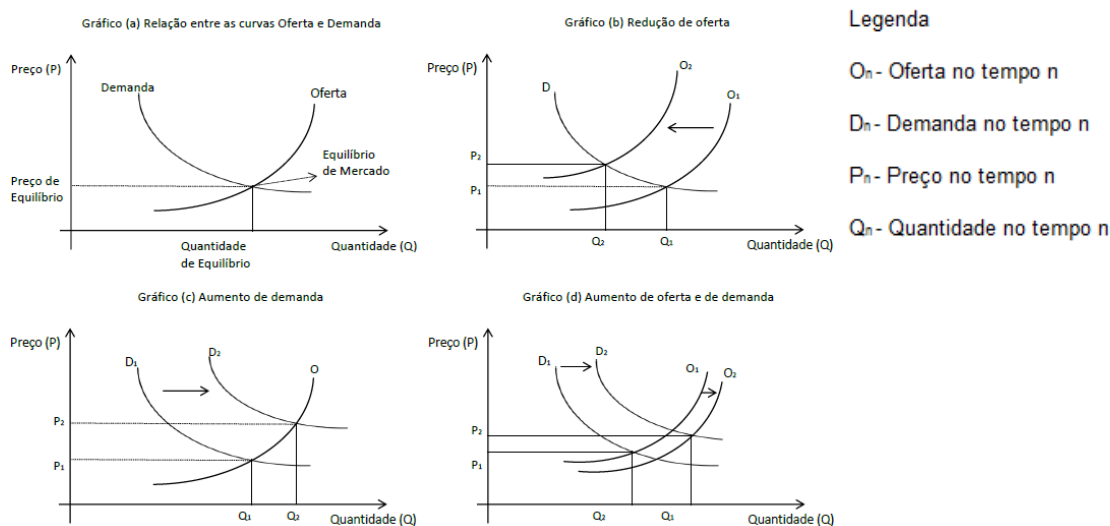 Gráfico (a) Relação entre as curvas Oferta e Demanda
Preço (P)
Demanda
Oferta
Equilíbrio
de Mercado
Preço de
Equilíbrio
Quantidade
de Equilíbrio
Quantidade (Q)
Gráfico (b) Redução de oferta
Preço (P)
D
O₂
O₁
P₂
P₁
Q₂
Q₁
Quantidade (Q)
Legenda
Oₙ - Oferta no tempo n
Dₙ - Demanda no tempo n
Pₙ - Preço no tempo n
Qₙ - Quantidade no tempo n
Gráfico (c) Aumento de demanda
Preço (P)
D₁
D₂
O
P₂
P₁
Q₁
Q₂
Quantidade (Q)
Gráfico (d) Aumento de oferta e de demanda
Preço (P)
D₁
D₂
O₁
O₂
P₂
P₁
Q₂
Q₁
Quantidade (Q)